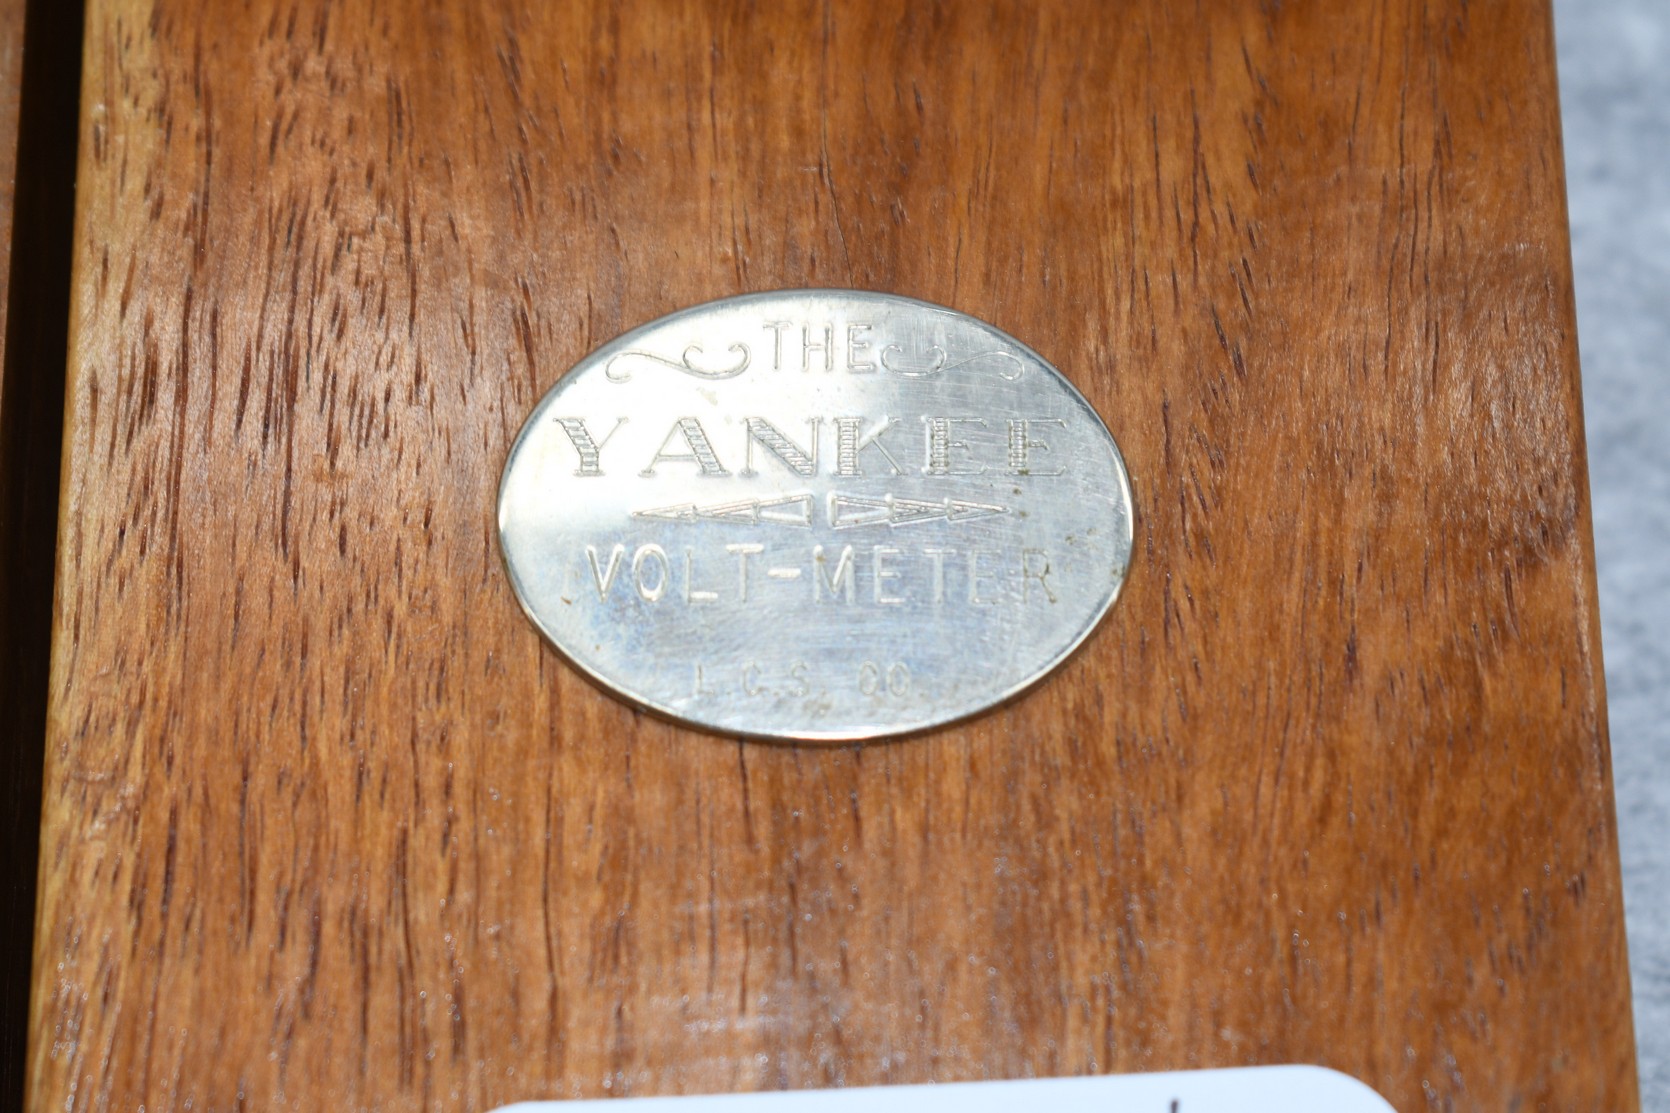 THE
YANKEE
VOLT-METER
L.C.S. CO.